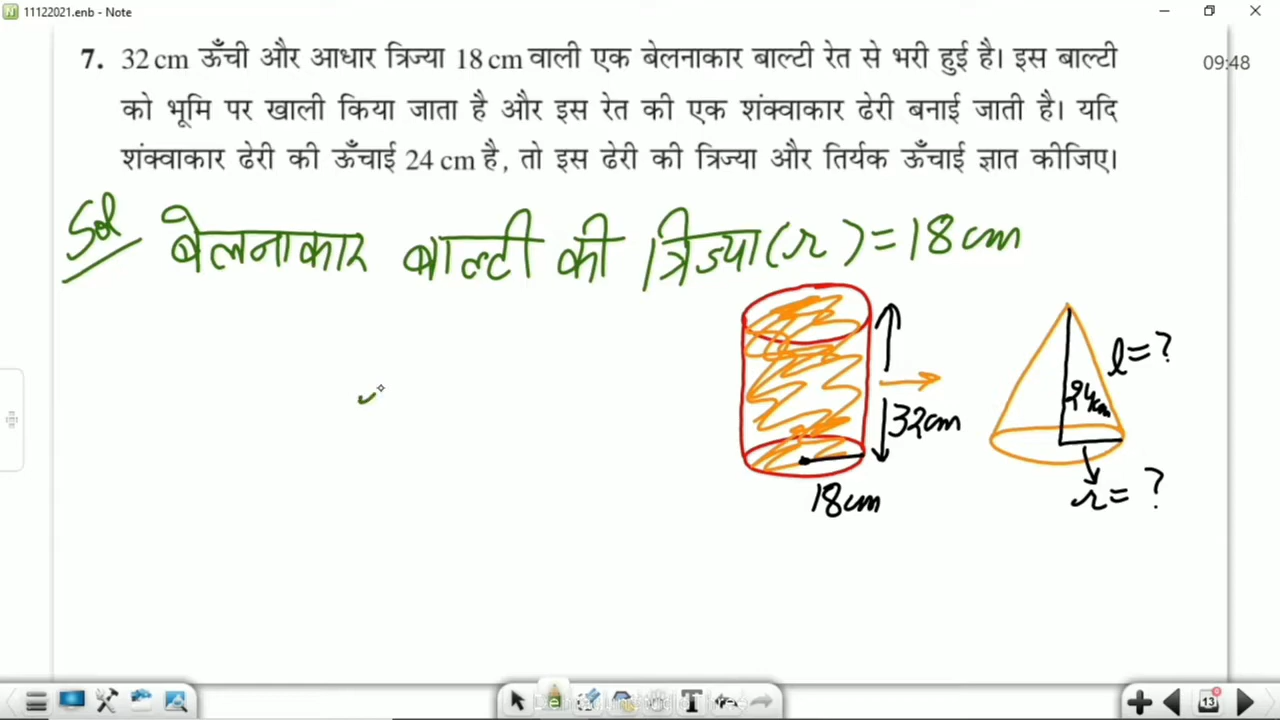 11122021.enb - Note
7. 32 cm ऊँची और आधार त्रिज्या 18 cm वाली एक बेलनाकार बाल्टी रेत से भरी हुई है। इस बाल्टी
को भूमि पर खाली किया जाता है और इस रेत की एक शंक्वाकार ढेरी बनाई जाती है। यदि
शंक्वाकार ढेरी की ऊँचाई 24 cm है, तो इस ढेरी की त्रिज्या और तिर्यक ऊँचाई ज्ञात कीजिए।
09:48
Sol बेलनाकार बाल्टी की त्रिज्या (r) = 18 cm
l = ?
24cm
32cm
18cm
r = ?
13